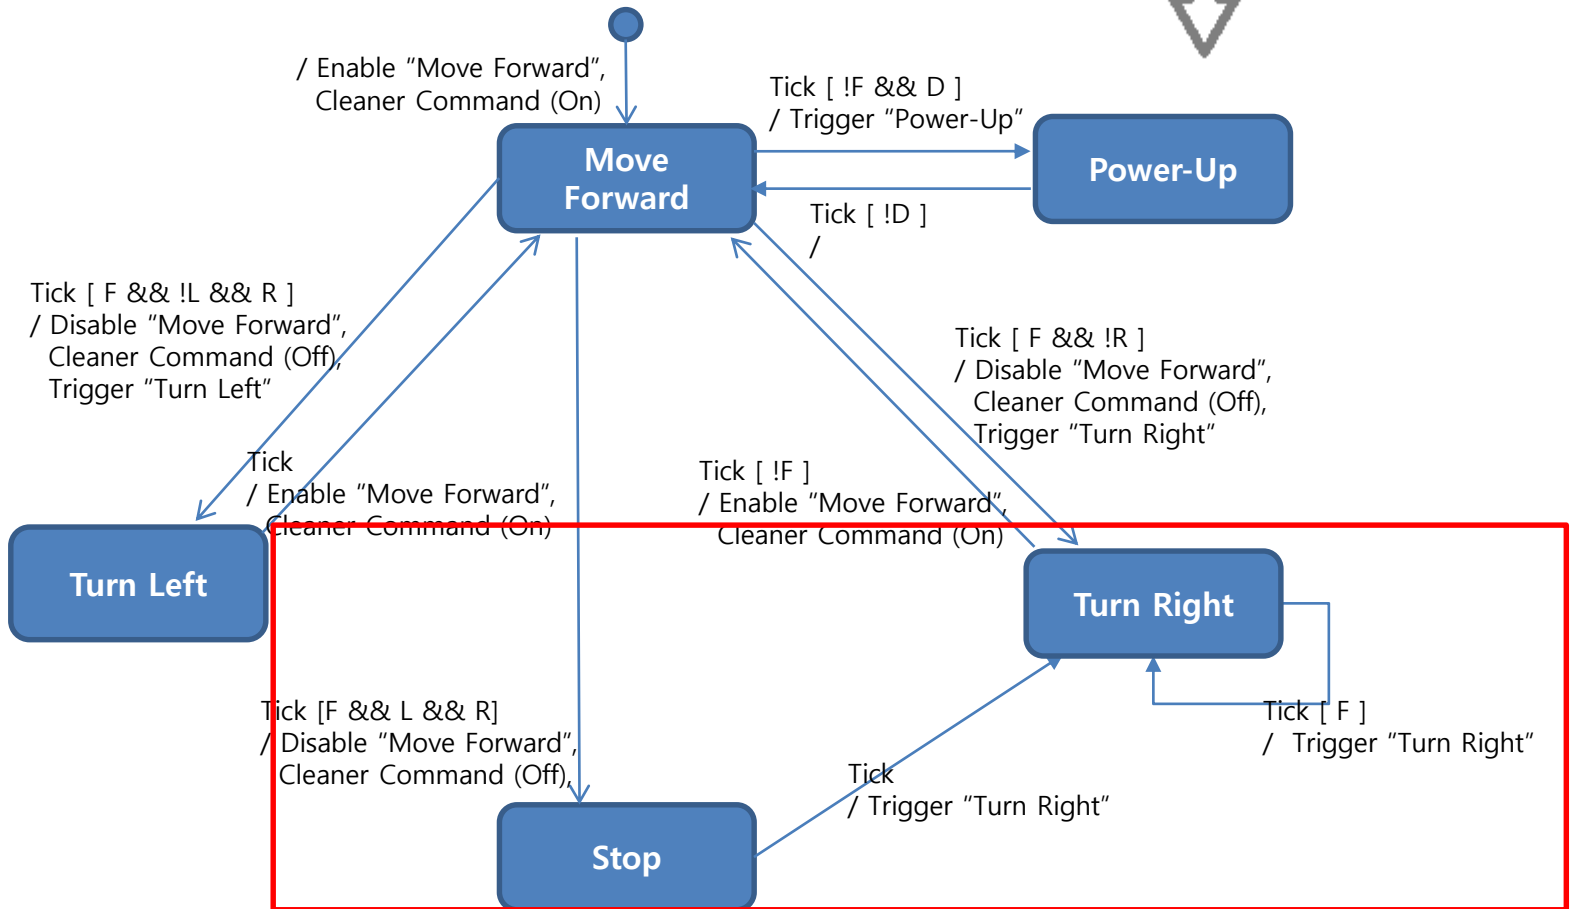 / Enable “Move Forward”,
Cleaner Command (On)
Tick [ !F && D ]
/ Trigger “Power-Up”
Move
Forward
Power-Up
Tick [ !D ]
/
Tick [ F && !L && R ]
/ Disable “Move Forward”,
Cleaner Command (Off),
Trigger “Turn Left”
Tick [ F && !R ]
/ Disable “Move Forward”,
Cleaner Command (Off),
Trigger “Turn Right”
Tick
/ Enable “Move Forward”,
Cleaner Command (On)
Tick [ !F ]
/ Enable “Move Forward”,
Cleaner Command (On)
Turn Left
Turn Right
Tick [F && L && R]
/ Disable “Move Forward”,
Cleaner Command (Off),
Tick [ F ]
/ Trigger “Turn Right”
Tick
/ Trigger “Turn Right”
Stop